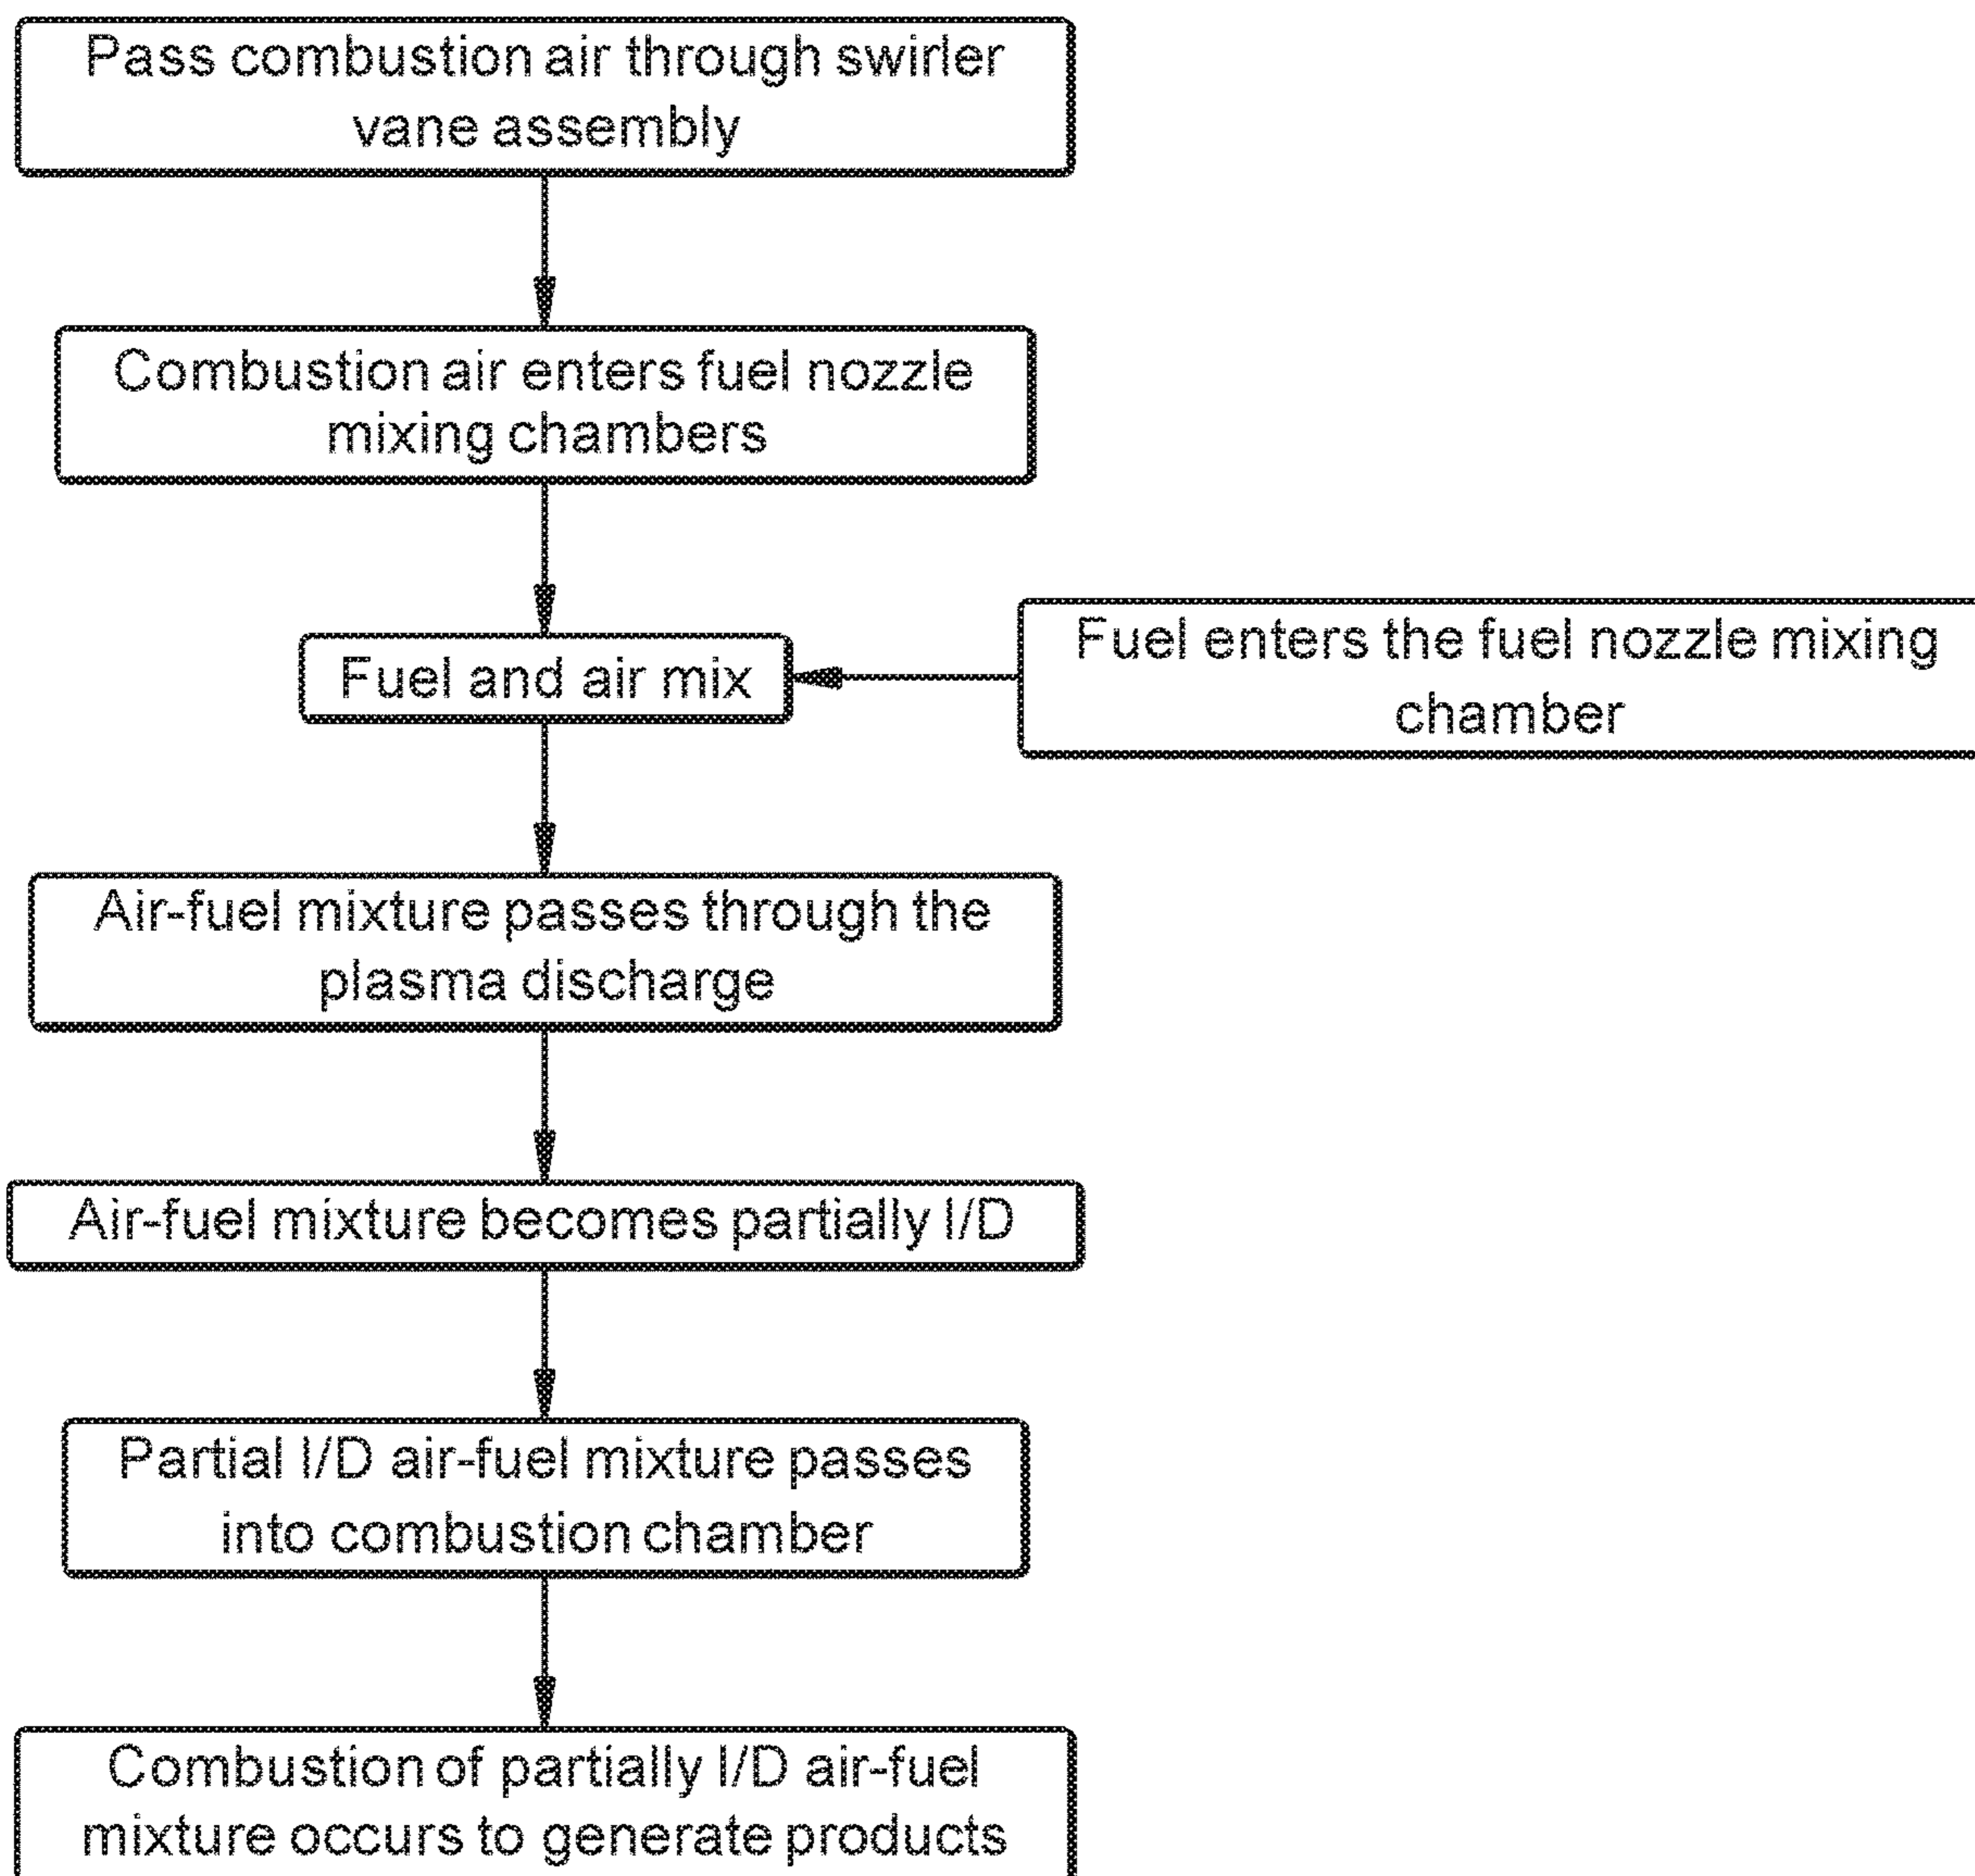 Pass combustion air through swirler
vane assembly
Combustion air enters fuel nozzle
mixing chambers
Fuel and air mix
Fuel enters the fuel nozzle mixing
chamber
Air-fuel mixture passes through the
plasma discharge
Air-fuel mixture becomes partially I/D
Partial I/D air-fuel mixture passes
into combustion chamber
Combustion of partially I/D air-fuel
mixture occurs to generate products